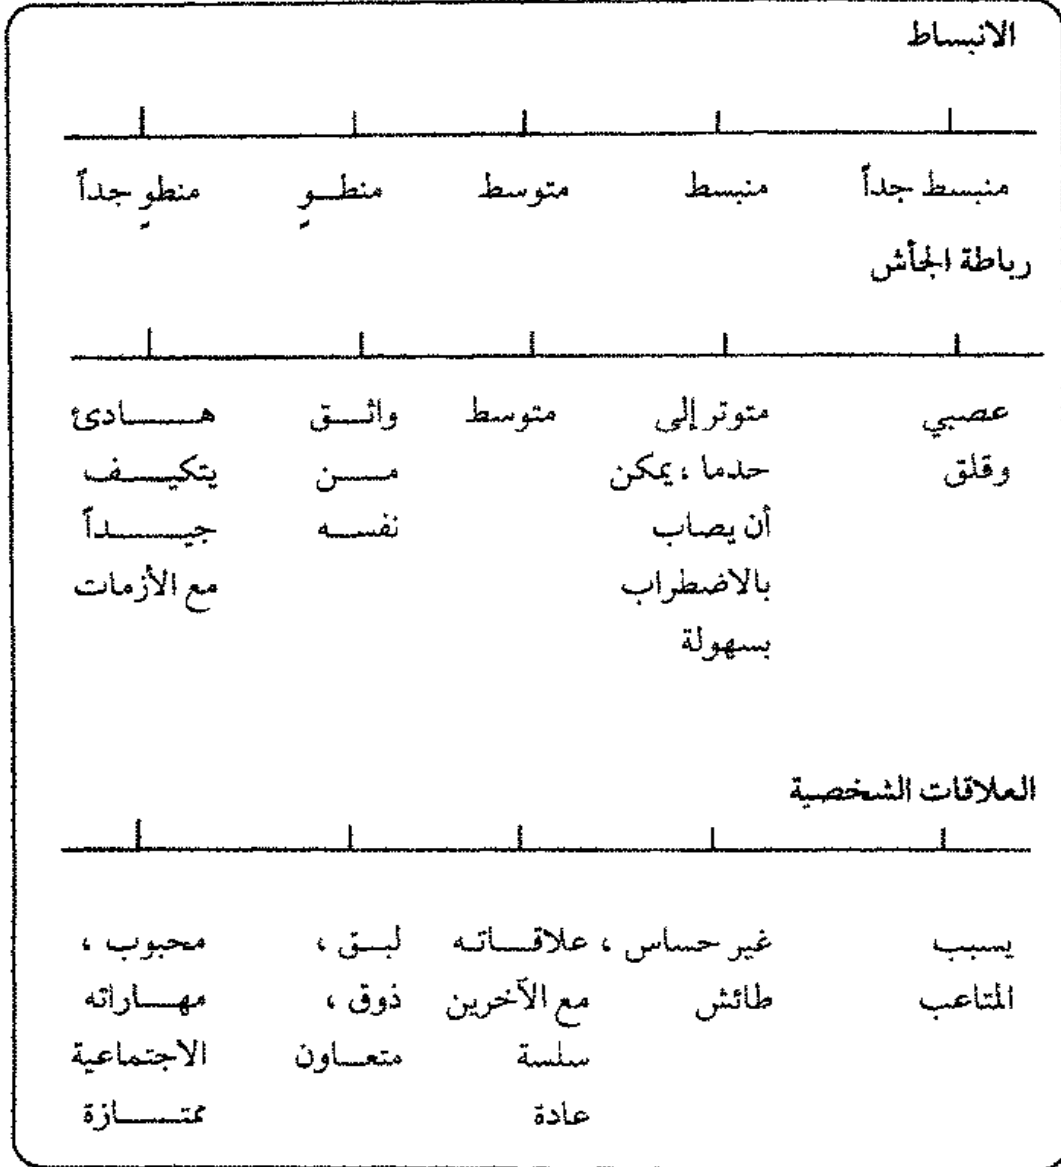 الانبساط
منبسط جداً منبسط متوسط منطوٍ منطوٍ جداً
رباطة الجأش
عصبي متوتر إلى متوسط واثق هادئ
وقلق حدما ، يمكن من يتكيف
أن يصاب نفسه جيداً
بالاضطراب مع الأزمات
بسهولة
العلاقات الشخصية
يسبب غير حساس ، علاقاته لبق ، محبوب ،
المتاعب طائش مع الآخرين ذوق ، مهاراته
سلسة متعاون الاجتماعية
عادة ممتازة